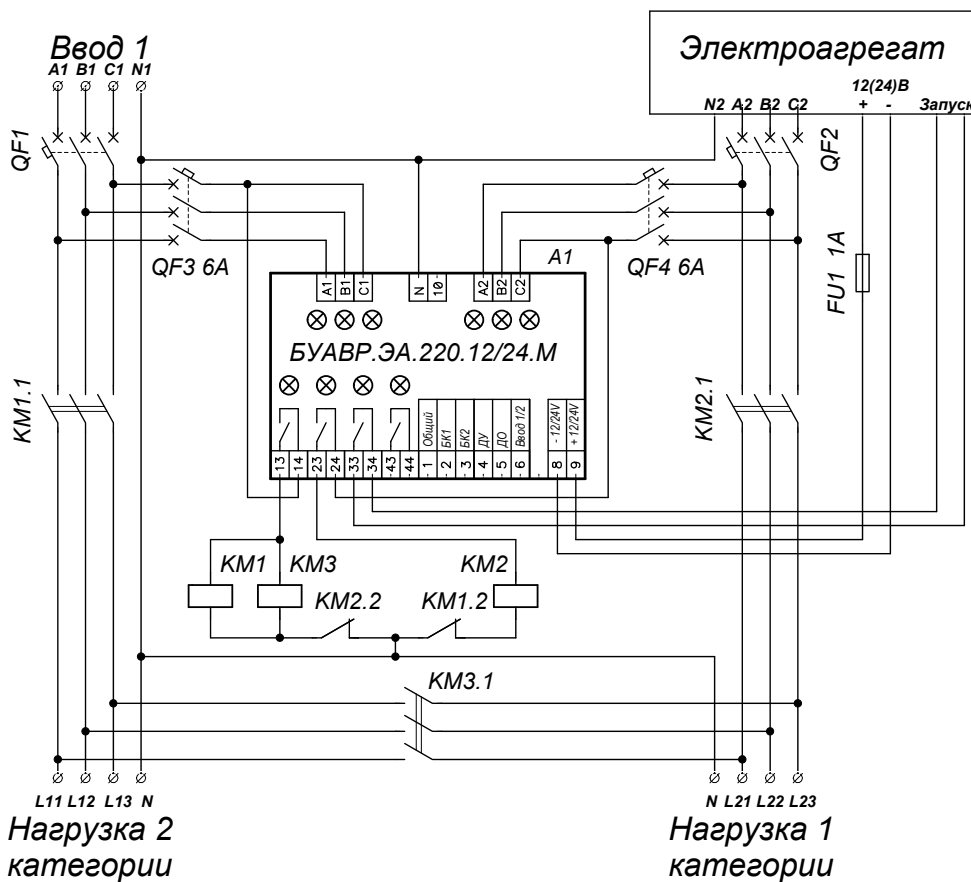 Ввод 1
A1 B1 C1 N1
Электроагрегат
12(24)В
N2 A2 B2 C2 + - Запуск
QF1
QF2
QF3 6A
QF4 6A
A1
FU1 1A
A1 B1 C1 N 10 A2 B2 C2
БУАВР.ЭА.220.12/24.М
KM1.1
KM2.1
Общий БК1 БК2 ДУ ДО Ввод 1/2 - 12/24V + 12/24V
13 14 23 24 33 34 43 44 1 2 3 4 5 6 8 9
KM1 KM3 KM2
KM2.2 KM1.2
KM3.1
L11 L12 L13 N
N L21 L22 L23
Нагрузка 2
категории
Нагрузка 1
категории